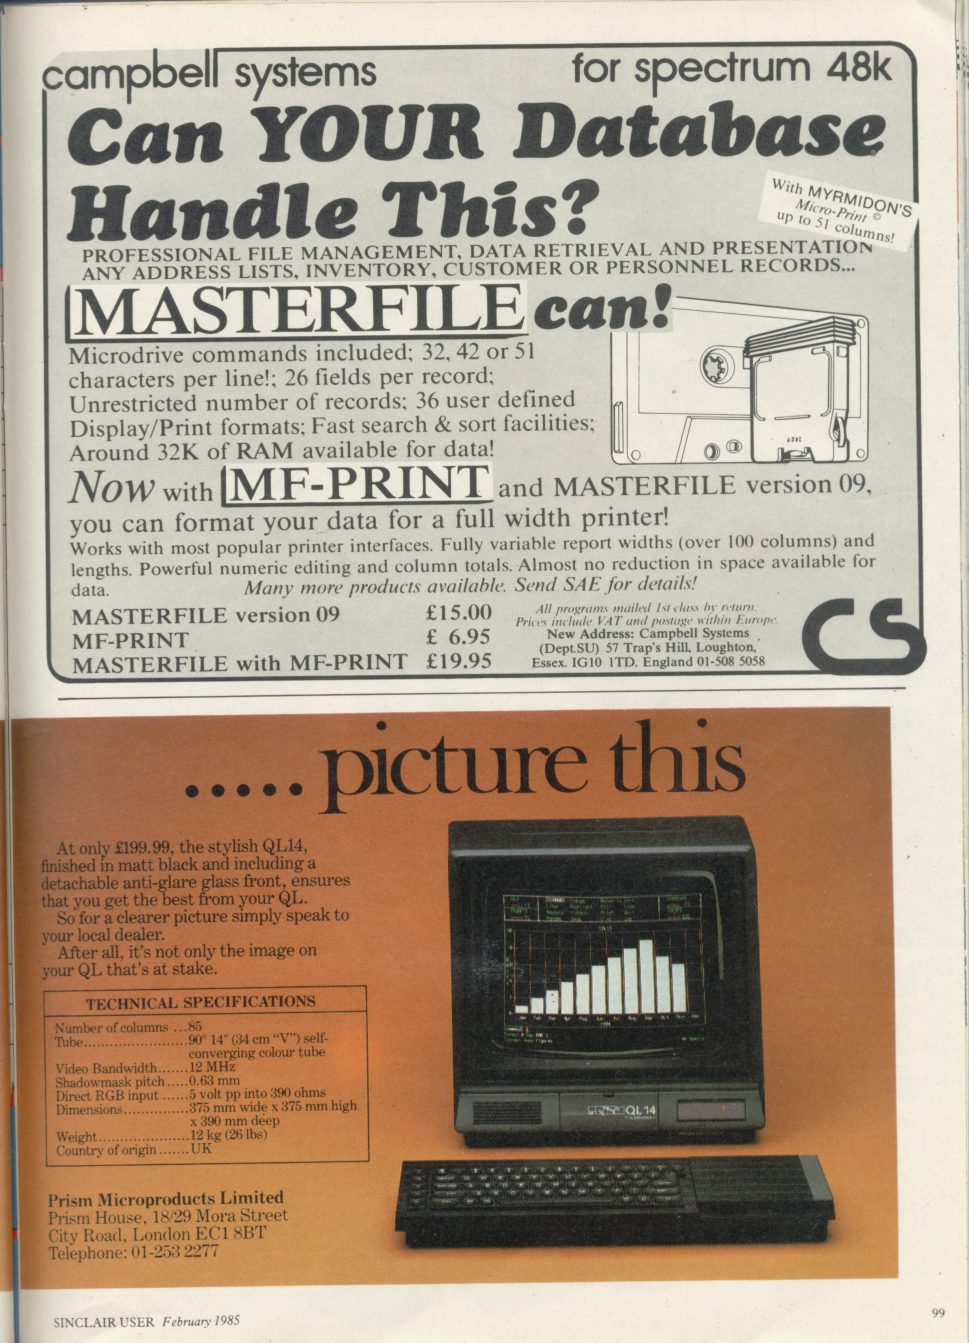 campbell systems for spectrum 48k
Can YOUR Database
Handle This?
With MYRMIDON'S
Micro-Print ©
up to 51 columns!
PROFESSIONAL FILE MANAGEMENT, DATA RETRIEVAL AND PRESENTATION
ANY ADDRESS LISTS, INVENTORY, CUSTOMER OR PERSONNEL RECORDS...
MASTERFILE can!
Microdrive commands included; 32, 42 or 51
characters per line!; 26 fields per record;
Unrestricted number of records; 36 user defined
Display/Print formats; Fast search & sort facilities;
Around 32K of RAM available for data!
Now with MF-PRINT and MASTERFILE version 09,
you can format your data for a full width printer!
Works with most popular printer interfaces. Fully variable report widths (over 100 columns) and
lengths. Powerful numeric editing and column totals. Almost no reduction in space available for
data. Many more products available. Send SAE for details!
MASTERFILE version 09 £15.00
MF-PRINT £ 6.95
MASTERFILE with MF-PRINT £19.95
All programs mailed 1st class by return.
Prices include VAT and postage within Europe.
New Address: Campbell Systems
(Dept.SU) 57 Trap's Hill, Loughton,
Essex. IG10 1TD. England 01-508 5058
CS
..... picture this
At only £199.99, the stylish QL14,
finished in matt black and including a
detachable anti-glare glass front, ensures
that you get the best from your QL.
So for a clearer picture simply speak to
your local dealer.
After all, it's not only the image on
your QL that's at stake.
TECHNICAL SPECIFICATIONS
Number of columns ...85
Tube......................90° 14" (34 cm "V") self-
converging colour tube
Video Bandwidth.......12 MHz
Shadowmask pitch.....0.63 mm
Direct RGB input ......5 volt pp into 390 ohms
Dimensions..............375 mm wide x 375 mm high
x 390 mm deep
Weight.....................12 kg (26 lbs)
Country of origin .......UK
Prism Microproducts Limited
Prism House, 18/29 Mora Street
City Road, London EC1 8BT
Telephone: 01-253 2277
QL14
SINCLAIR USER February 1985
99